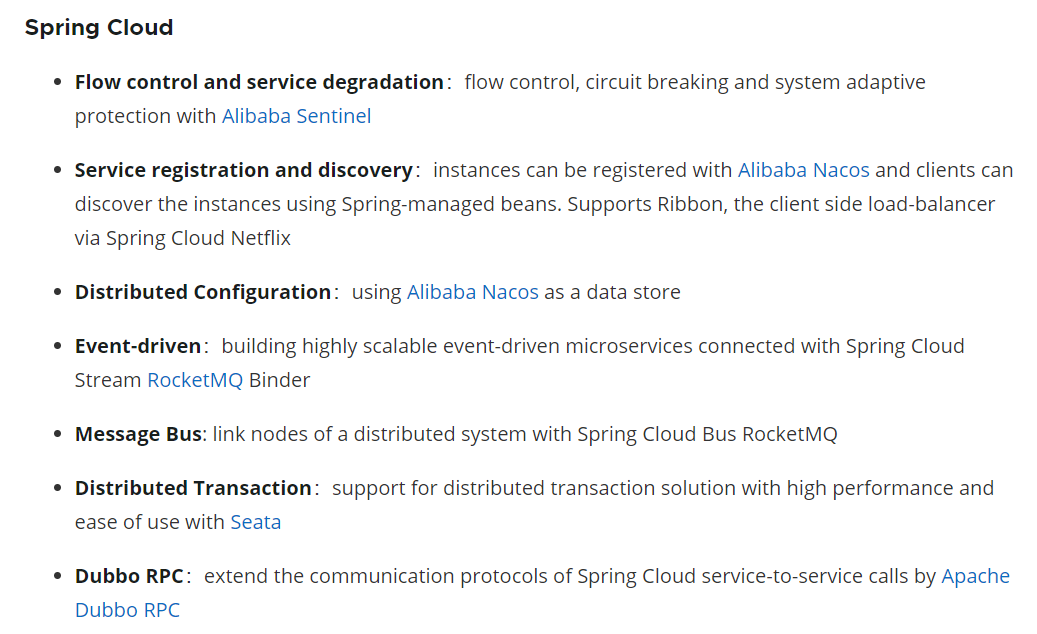 Spring Cloud
• Flow control and service degradation： flow control, circuit breaking and system adaptive
protection with Alibaba Sentinel
• Service registration and discovery： instances can be registered with Alibaba Nacos and clients can
discover the instances using Spring-managed beans. Supports Ribbon, the client side load-balancer
via Spring Cloud Netflix
• Distributed Configuration： using Alibaba Nacos as a data store
• Event-driven： building highly scalable event-driven microservices connected with Spring Cloud
Stream RocketMQ Binder
• Message Bus: link nodes of a distributed system with Spring Cloud Bus RocketMQ
• Distributed Transaction： support for distributed transaction solution with high performance and
ease of use with Seata
• Dubbo RPC： extend the communication protocols of Spring Cloud service-to-service calls by Apache
Dubbo RPC